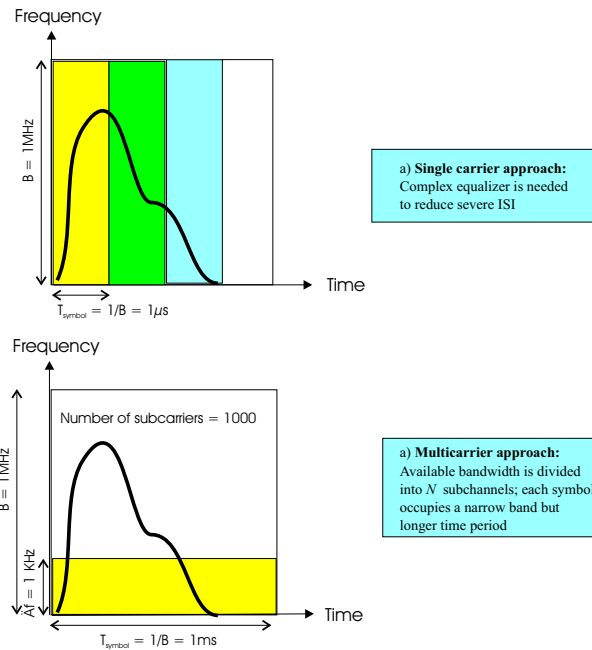 Frequency
B = 1MHz
Time
T_symbol = 1/B = 1µs
a) Single carrier approach:
Complex equalizer is needed
to reduce severe ISI
Frequency
Number of subcarriers = 1000
B = 1MHz
Äf = 1 KHz
Time
T_symbol = 1/B = 1ms
a) Multicarrier approach:
Available bandwidth is divided
into N subchannels; each symbol
occupies a narrow band but
longer time period